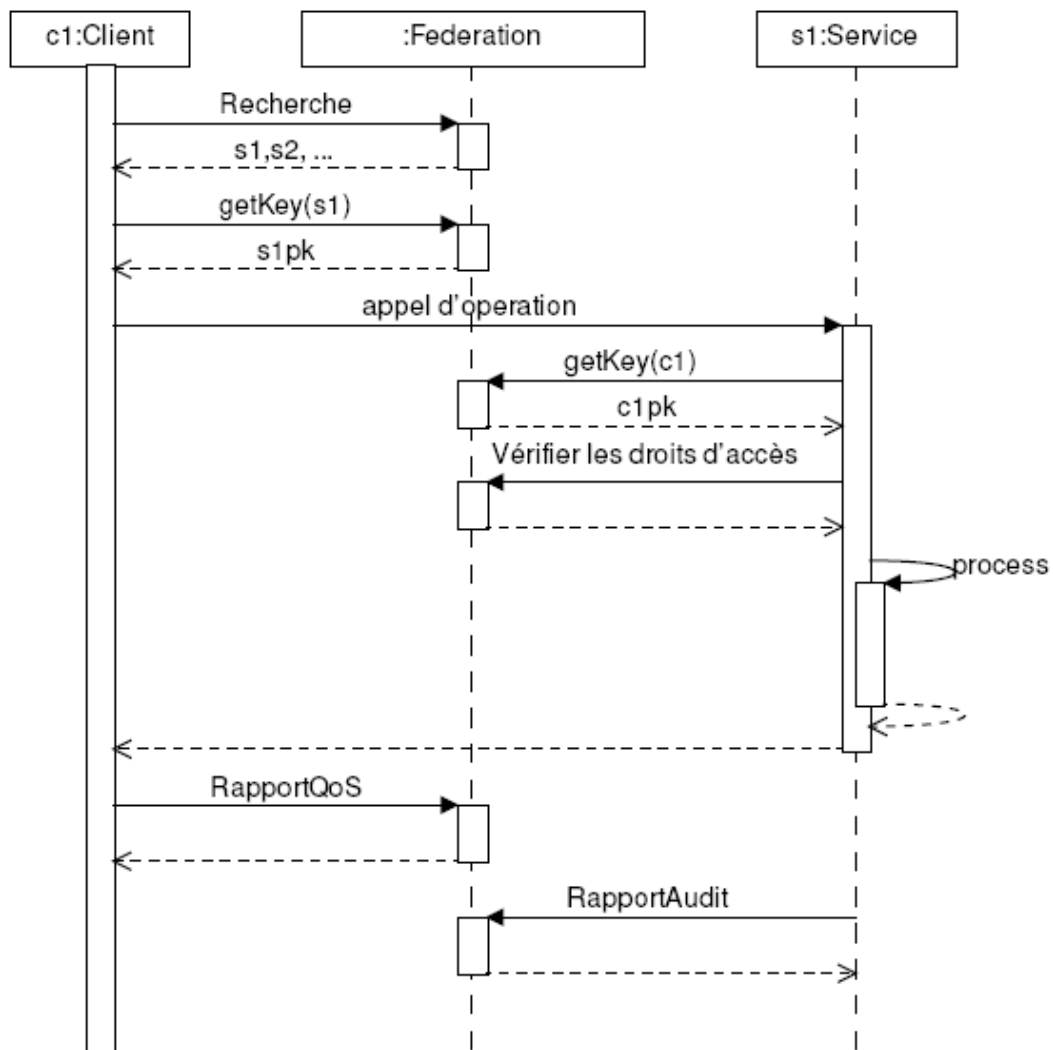 c1:Client
:Federation
s1:Service
Recherche
s1,s2, ...
getKey(s1)
s1pk
appel d'operation
getKey(c1)
c1pk
Vérifier les droits d'accès
process
RapportQoS
RapportAudit